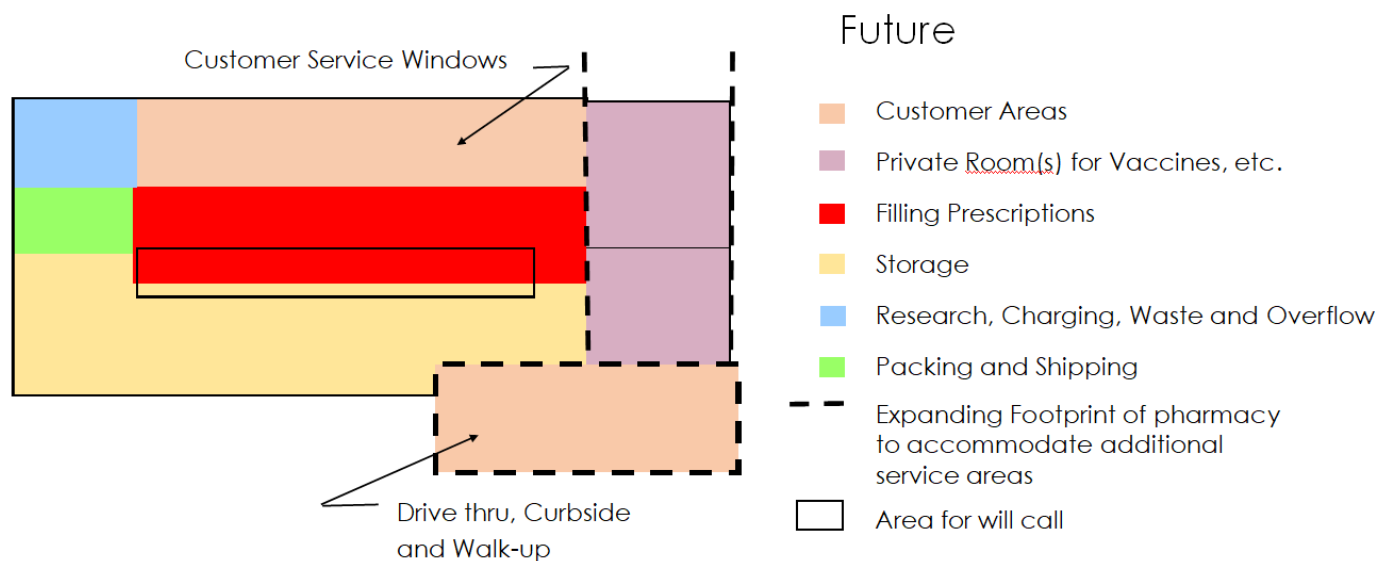 Future
Customer Service Windows
Customer Areas
Private Room(s) for Vaccines, etc.
Filling Prescriptions
Storage
Research, Charging, Waste and Overflow
Packing and Shipping
Expanding Footprint of pharmacy
to accommodate additional
service areas
Area for will call
Drive thru, Curbside
and Walk-up